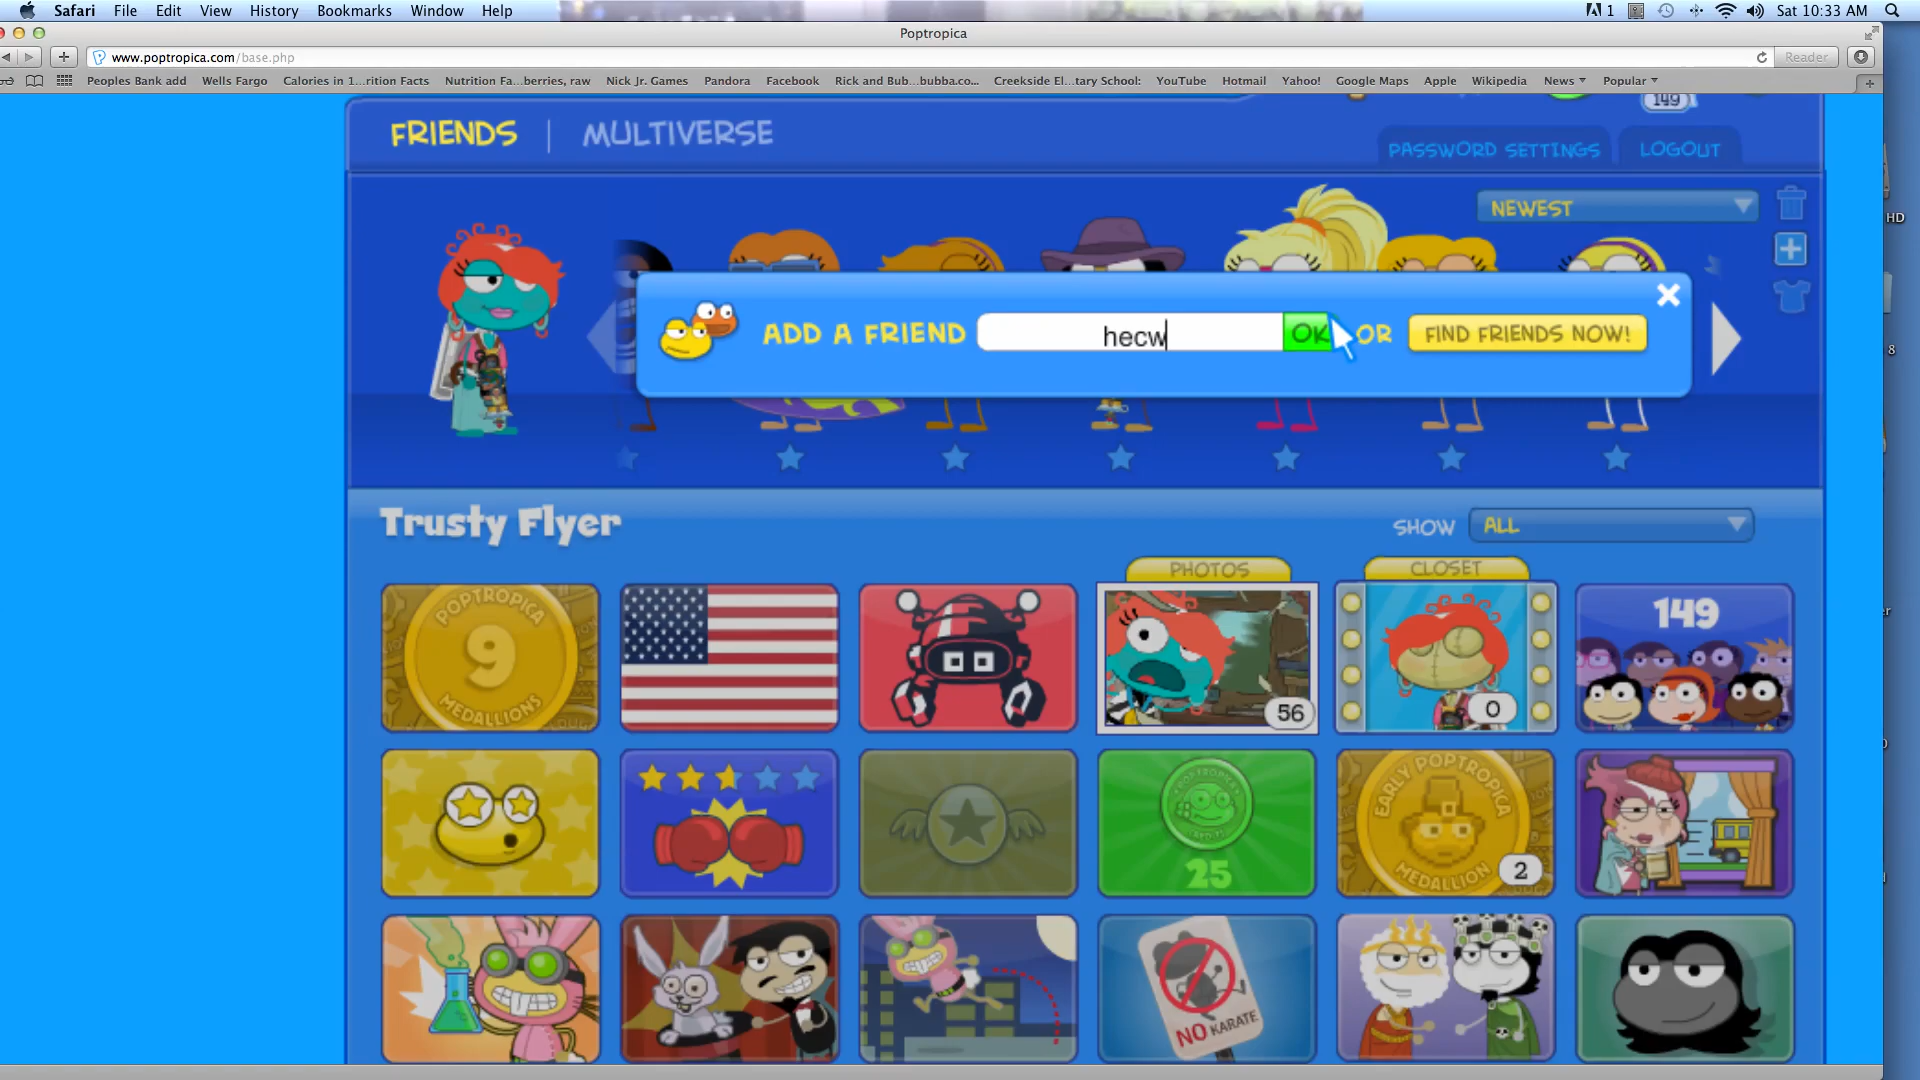 Safari File Edit View History Bookmarks Window Help
1 Sat 10:33 AM
Poptropica
www.poptropica.com/base.php
Reader
Peoples Bank add Wells Fargo Calories in 1...rition Facts Nutrition Fa...berries, raw Nick Jr. Games Pandora Facebook Rick and Bub...bubba.co... Creekside El...tary School: YouTube Hotmail Yahoo! Google Maps Apple Wikipedia News Popular
149
FRIENDS | MULTIVERSE
PASSWORD SETTINGS LOGOUT
NEWEST
HD
ADD A FRIEND hecw OK OR FIND FRIENDS NOW!
8
Trusty Flyer
SHOW ALL
PHOTOS CLOSET
POPTROPICA
9
MEDALLIONS
56
0
149
POPTROPICA
25
EARLY POPTROPICA
MEDALLION
2
NO KARATE